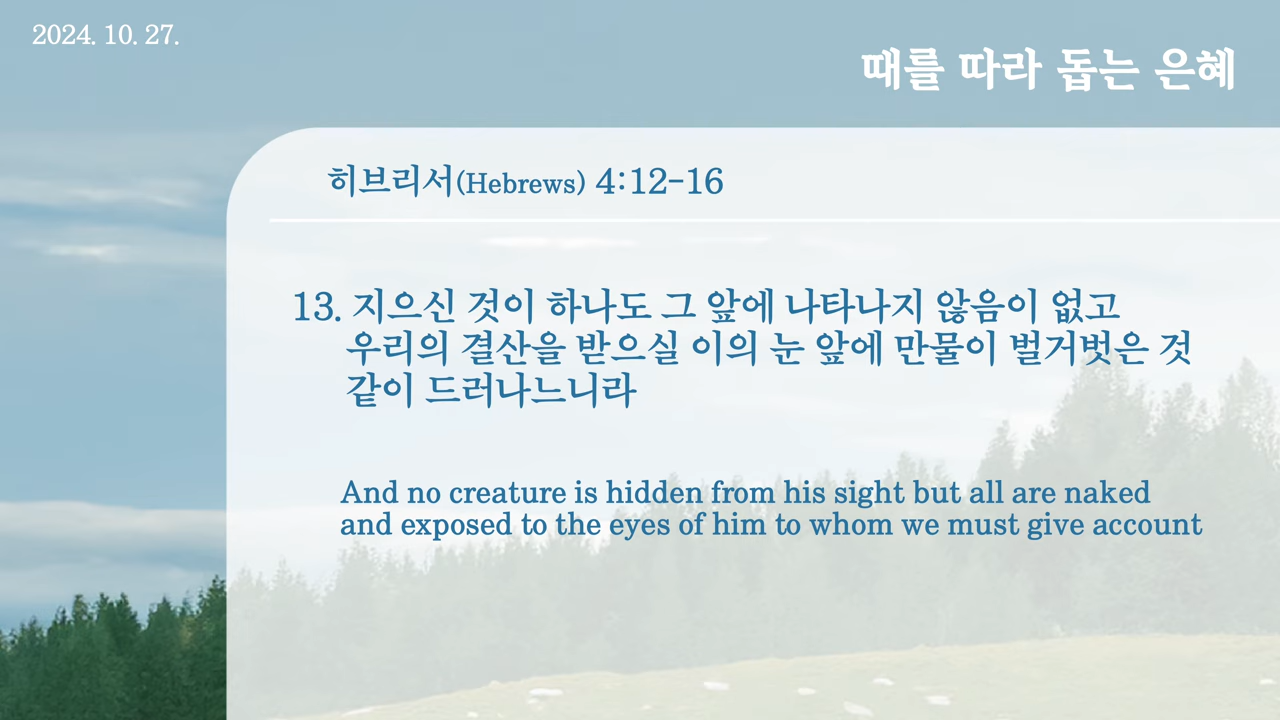 2024. 10. 27.
때를 따라 돕는 은혜
히브리서(Hebrews) 4:12-16
13. 지으신 것이 하나도 그 앞에 나타나지 않음이 없고
우리의 결산을 받으실 이의 눈 앞에 만물이 벌거벗은 것
같이 드러나느니라
And no creature is hidden from his sight but all are naked
and exposed to the eyes of him to whom we must give account